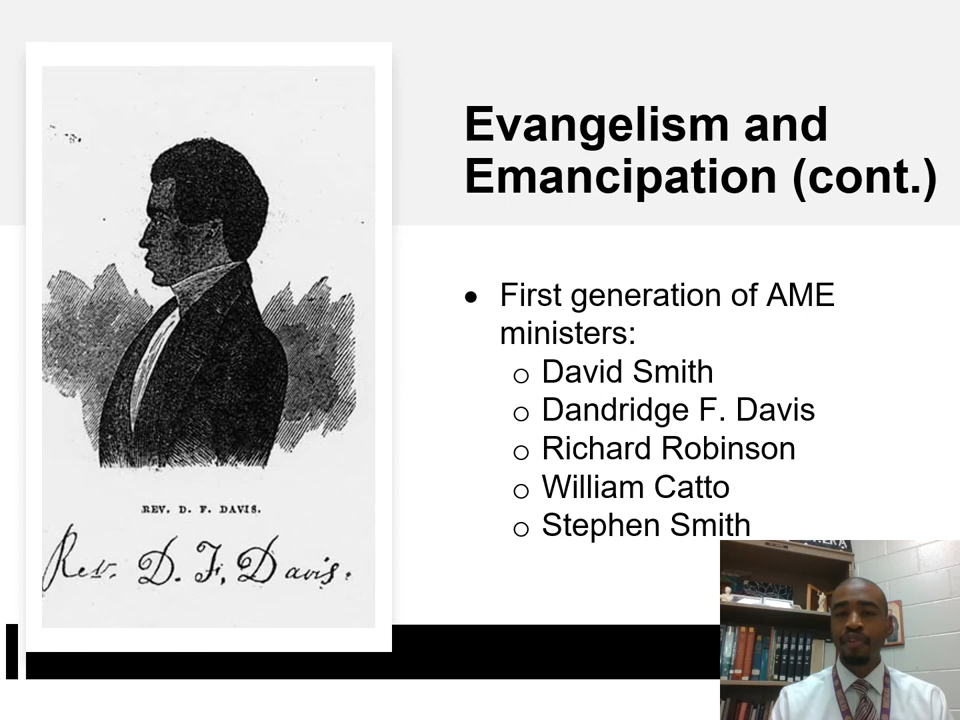 Evangelism and
Emancipation (cont.)
• First generation of AME
ministers:
o David Smith
o Dandridge F. Davis
o Richard Robinson
o William Catto
o Stephen Smith
REV. D. F. DAVIS.
Rev. D. F. Davis.